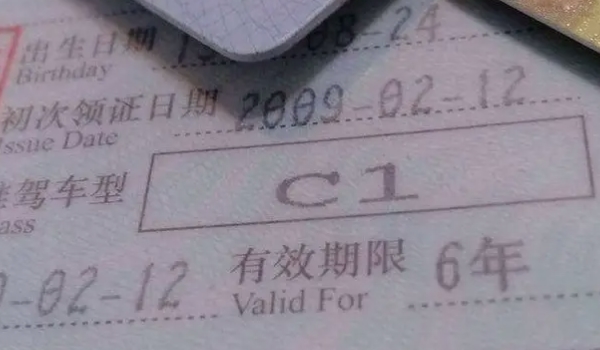 出生日期 08-24
Birthday
初次领证日期 2009-02-12
Issue Date
驾车型 C1
-02-12 有效期限 6年
Valid For